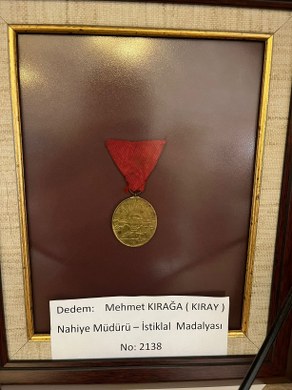 Dedem: Mehmet KIRAĞA ( KIRAY )
Nahiye Müdürü – İstiklal Madalyası
No: 2138